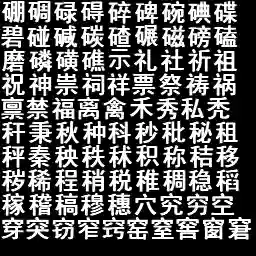 硼碉碌碍碎碑碗碘碟
碧碰碱碳碴碾磁磅磕
磨磷磺礁示礼社祈祖
祝神祟祠祥票祭祷祸
禀禁福离禽禾秀私秃
秆秉秋种科秒秕秘租
秤秦秧秩秫积称秸移
秽稀程稍税稚稠稳稻
稼稽稿穆穗穴究穷空
穿突窃窄窍窑窒窖窗窘